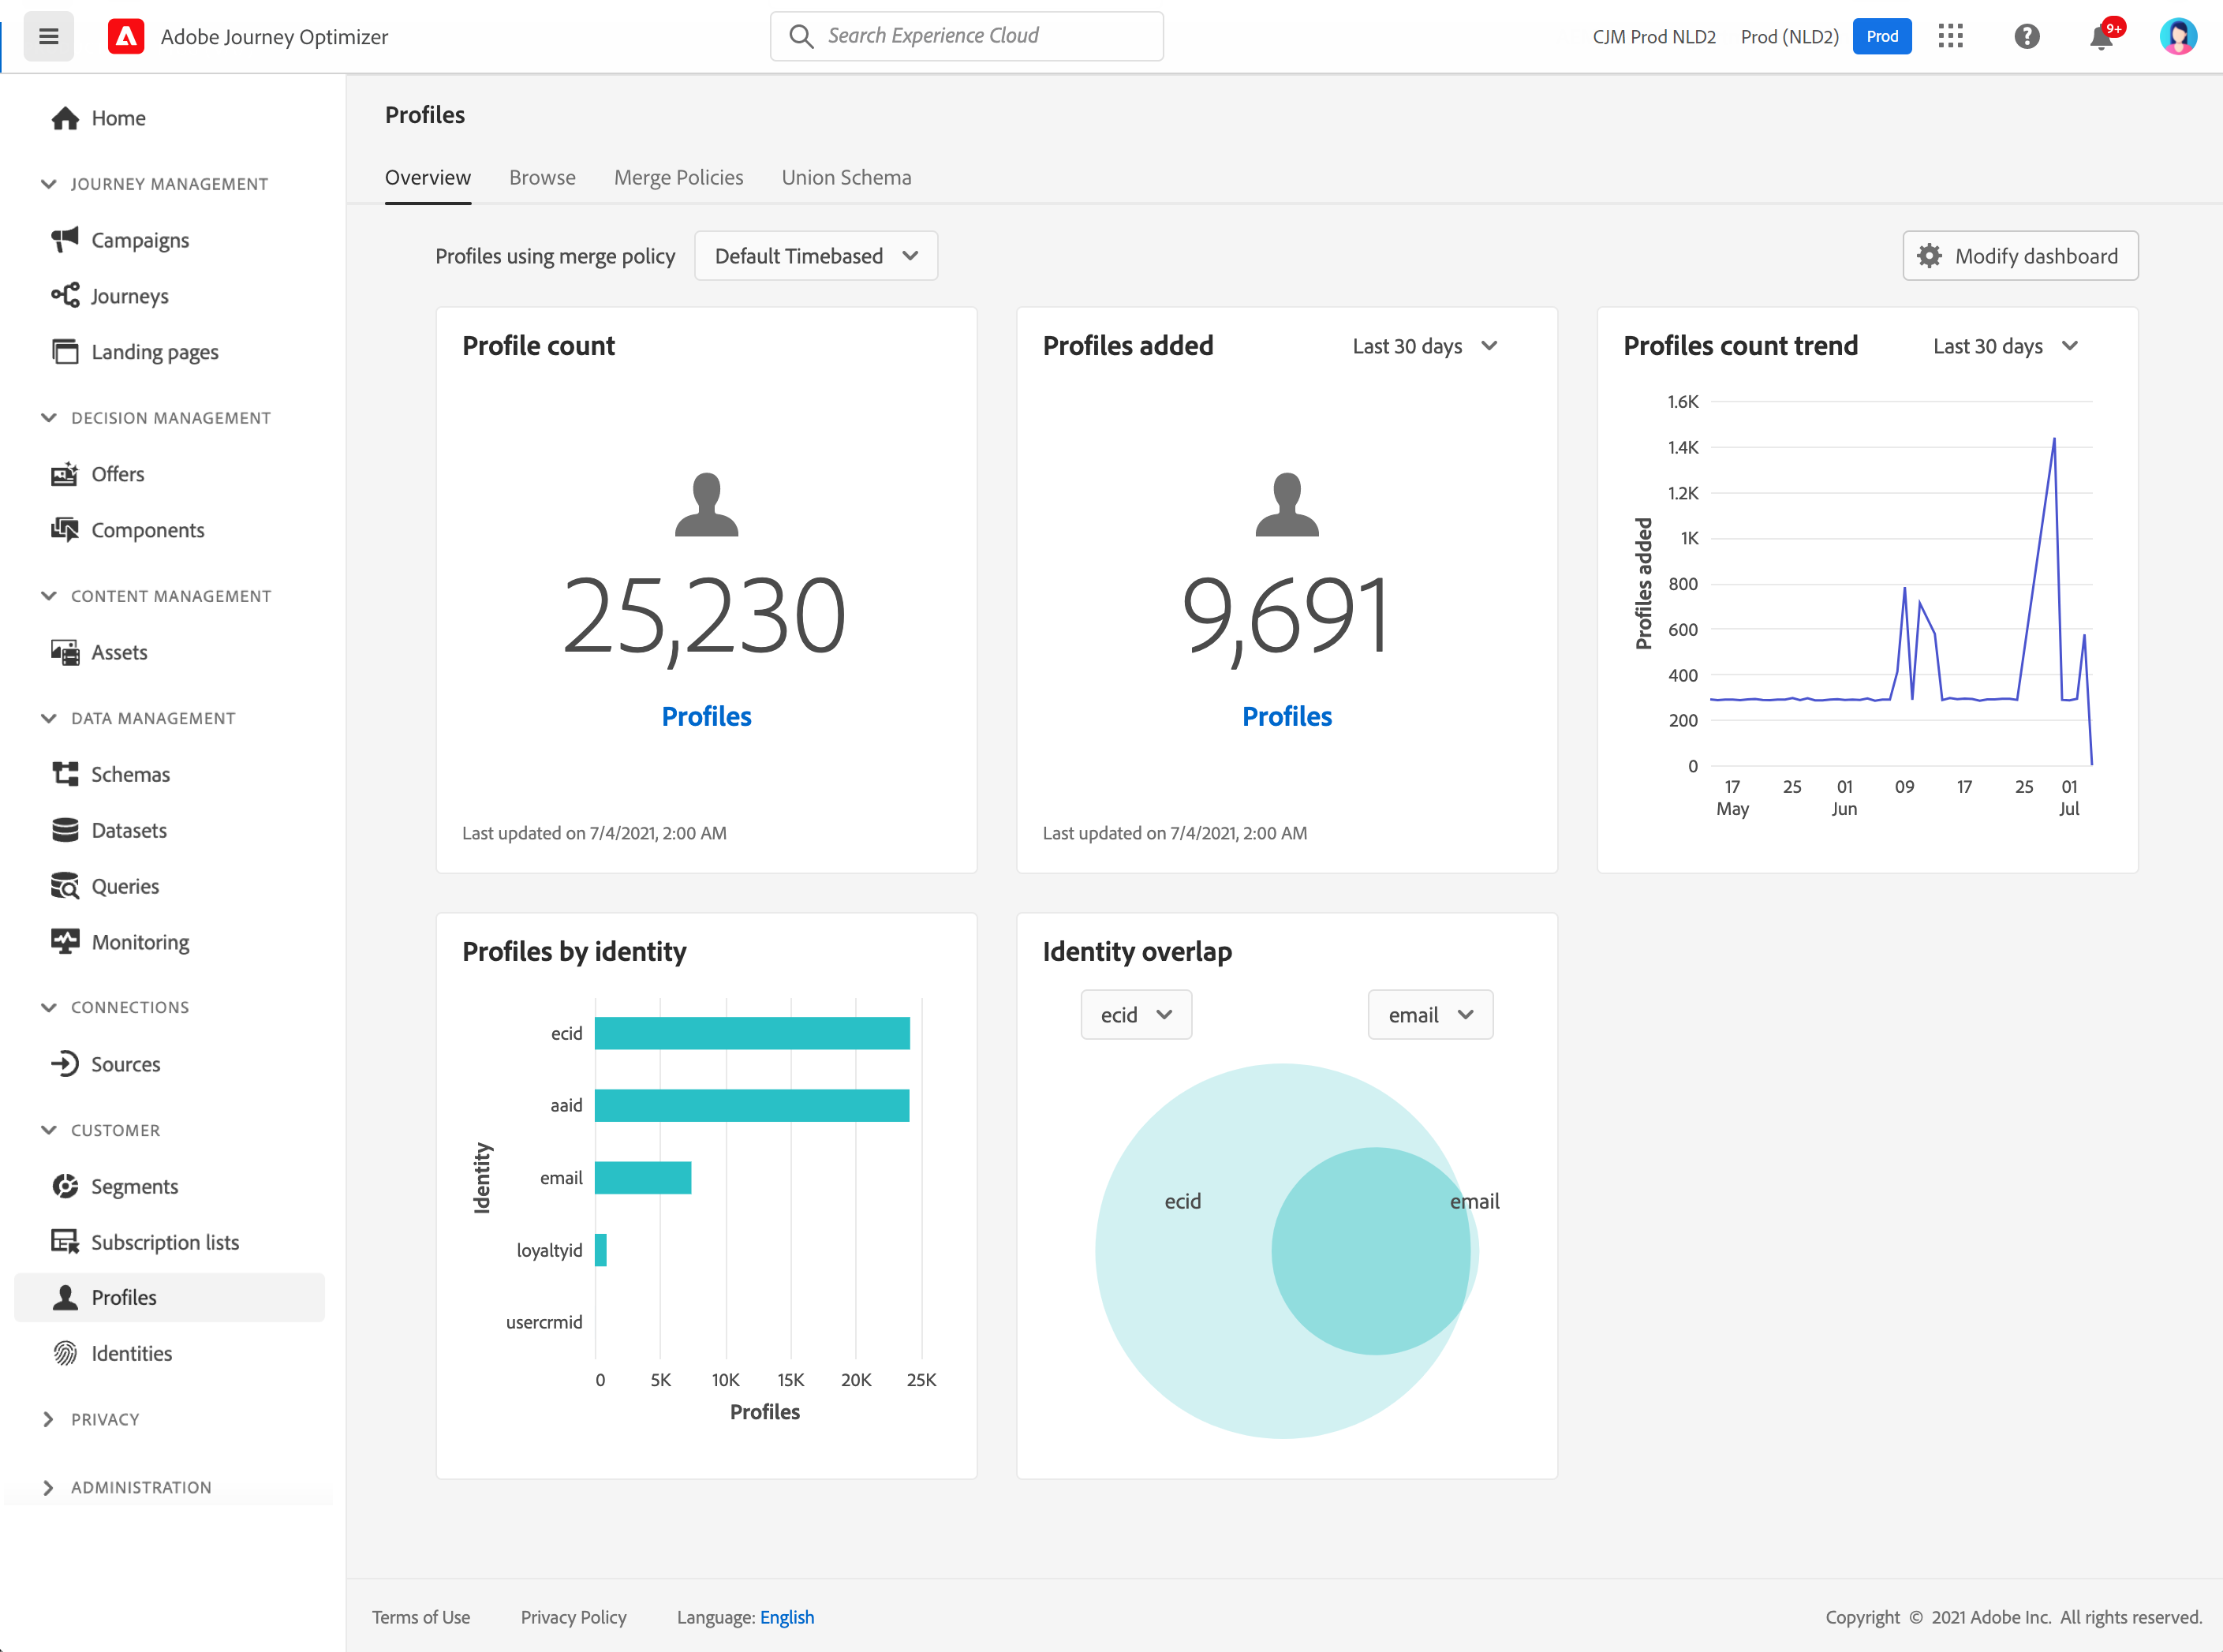 Adobe Journey Optimizer
Search Experience Cloud
CJM Prod NLD2
Prod (NLD2)
Prod
9+
Home
JOURNEY MANAGEMENT
Campaigns
Journeys
Landing pages
DECISION MANAGEMENT
Offers
Components
CONTENT MANAGEMENT
Assets
DATA MANAGEMENT
Schemas
Datasets
Queries
Monitoring
CONNECTIONS
Sources
CUSTOMER
Segments
Subscription lists
Profiles
Identities
PRIVACY
ADMINISTRATION
Profiles
Overview Browse Merge Policies Union Schema
Profiles using merge policy Default Timebased
Modify dashboard
Profile count
25,230
Profiles
Last updated on 7/4/2021, 2:00 AM
Profiles added Last 30 days
9,691
Profiles
Last updated on 7/4/2021, 2:00 AM
Profiles count trend Last 30 days
Profiles added
1.6K
1.4K
1.2K
1K
800
600
400
200
0
17 25 01 09 17 25 01
May Jun Jul
Profiles by identity
Identity
ecid
aaid
email
loyaltyid
usercrmid
0 5K 10K 15K 20K 25K
Profiles
Identity overlap
ecid email
ecid email
Terms of Use Privacy Policy Language: English
Copyright © 2021 Adobe Inc. All rights reserved.